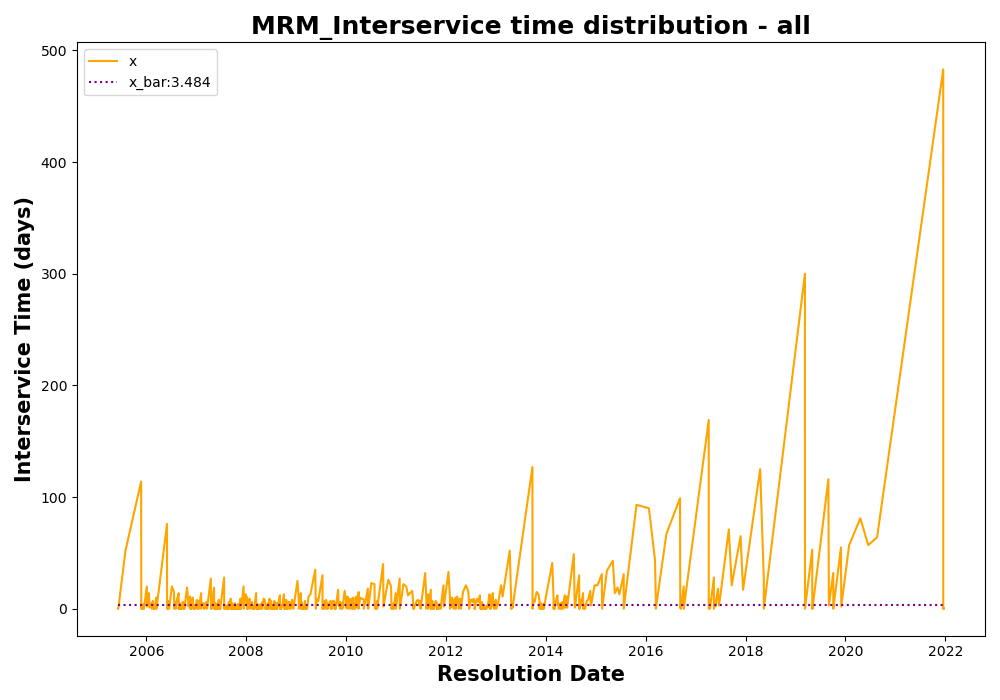 MRM_Interservice time distribution - all
x
x_bar:3.484
Interservice Time (days)
500
400
300
200
100
0
2006 2008 2010 2012 2014 2016 2018 2020 2022
Resolution Date